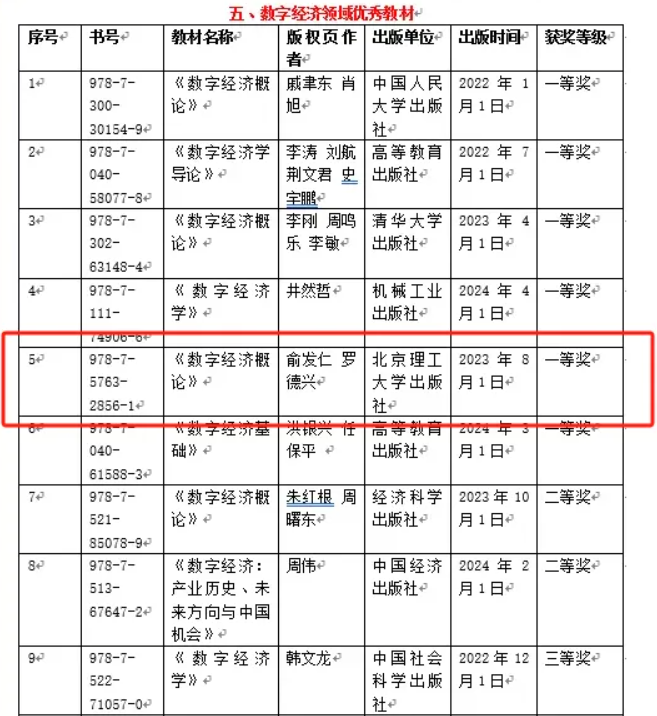 五、数字经济领域优秀教材
序号 书号 教材名称 版权页作者 出版单位 出版时间 获奖等级
1 978-7-300-30154-9 《数字经济概论》 戚聿东 肖旭 中国人民大学出版社 2022 年 1 月 1 日 一等奖
2 978-7-040-58077-8 《数字经济学导论》 李涛 刘航 荆文君 史宇鹏 高等教育出版社 2022 年 7 月 1 日 一等奖
3 978-7-302-63148-4 《数字经济概论》 李刚 周鸣乐 李敏 清华大学出版社 2023 年 4 月 1 日 一等奖
4 978-7-111-74906-6 《数字经济学》 井然哲 机械工业出版社 2024 年 4 月 1 日 一等奖
5 978-7-5763-2856-1 《数字经济概论》 俞发仁 罗德兴 北京理工大学出版社 2023 年 8 月 1 日 一等奖
6 978-7-040-61588-3 《数字经济基础》 洪银兴 任保平 高等教育出版社 2024 年 3 月 1 日 一等奖
7 978-7-521-85078-9 《数字经济概论》 朱红根 周曙东 经济科学出版社 2023 年 10 月 1 日 二等奖
8 978-7-513-67647-2 《数字经济：产业历史、未来方向与中国机会》 周伟 中国经济出版社 2024 年 2 月 1 日 二等奖
9 978-7-522-71057-0 《数字经济学》 韩文龙 中国社会科学出版社 2022 年 12 月 1 日 三等奖